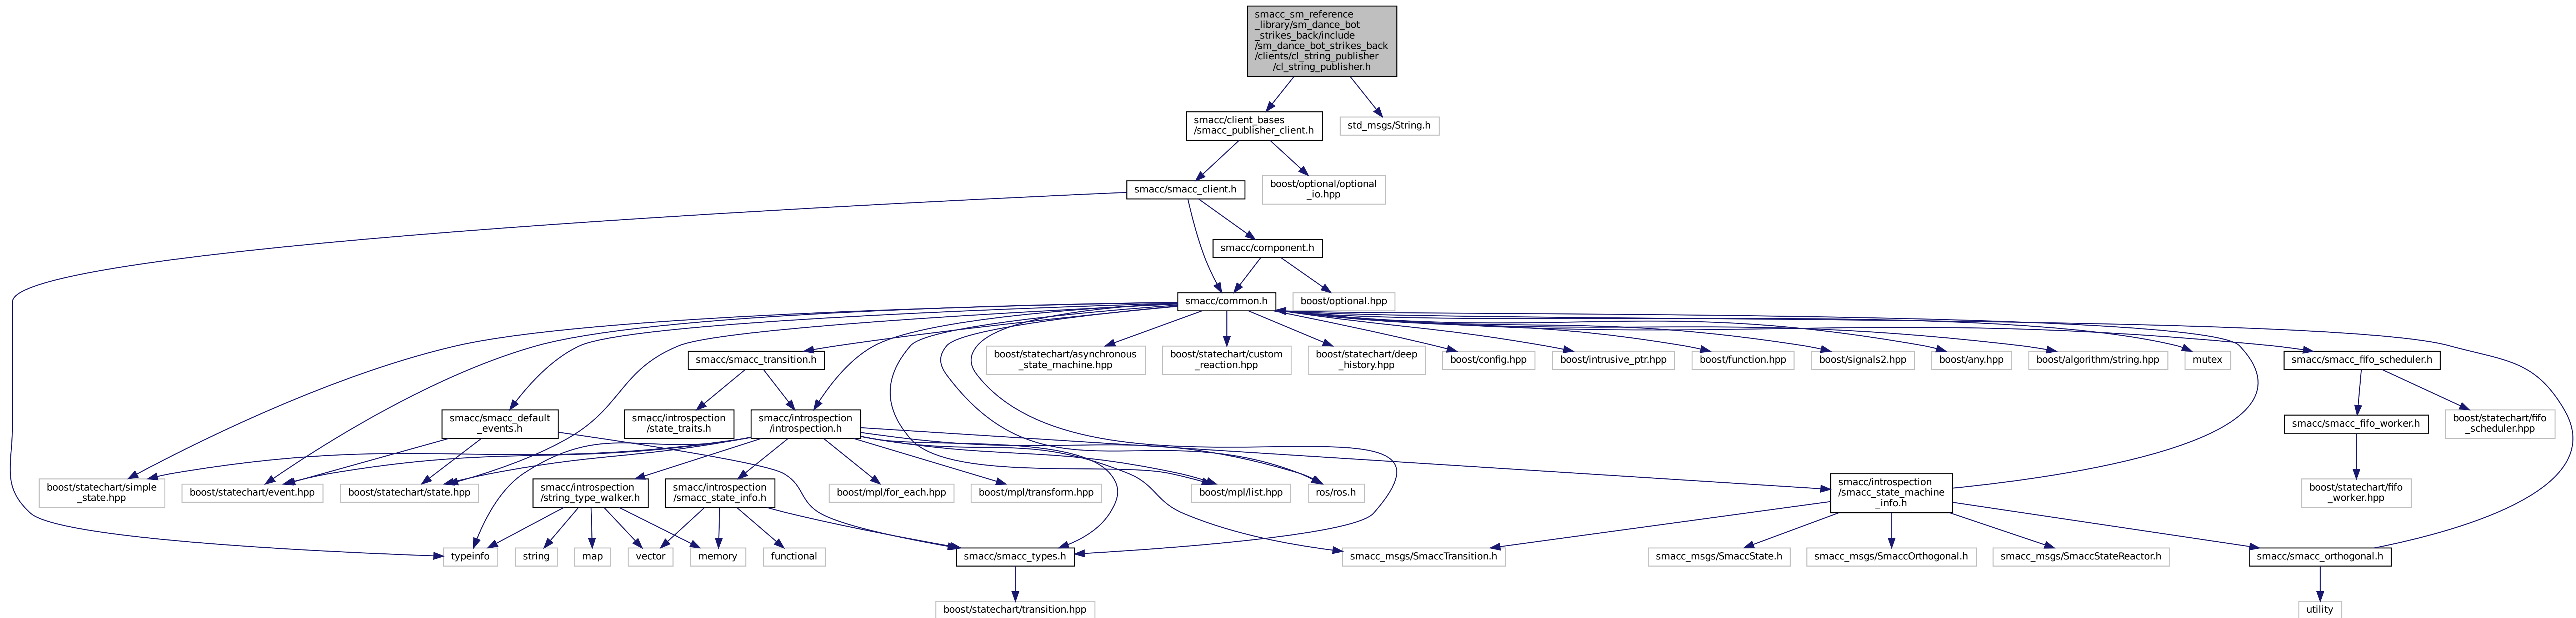 smacc_sm_reference
_library/sm_dance_bot
_strikes_back/include
/sm_dance_bot_strikes_back
/clients/cl_string_publisher
/cl_string_publisher.h
smacc/client_bases
/smacc_publisher_client.h
std_msgs/String.h
smacc/smacc_client.h
boost/optional/optional
_io.hpp
smacc/component.h
smacc/common.h
boost/optional.hpp
smacc/smacc_transition.h
boost/statechart/asynchronous
_state_machine.hpp
boost/statechart/custom
_reaction.hpp
boost/statechart/deep
_history.hpp
boost/config.hpp
boost/intrusive_ptr.hpp
boost/function.hpp
boost/signals2.hpp
boost/any.hpp
boost/algorithm/string.hpp
mutex
smacc/smacc_fifo_scheduler.h
smacc/smacc_default
_events.h
smacc/introspection
/state_traits.h
smacc/introspection
/introspection.h
smacc/smacc_fifo_worker.h
boost/statechart/fifo
_scheduler.hpp
boost/statechart/simple
_state.hpp
boost/statechart/event.hpp
boost/statechart/state.hpp
smacc/introspection
/string_type_walker.h
smacc/introspection
/smacc_state_info.h
boost/mpl/for_each.hpp
boost/mpl/transform.hpp
boost/mpl/list.hpp
ros/ros.h
smacc/introspection
/smacc_state_machine
_info.h
boost/statechart/fifo
_worker.hpp
typeinfo
string
map
vector
memory
functional
smacc/smacc_types.h
smacc_msgs/SmaccTransition.h
smacc_msgs/SmaccState.h
smacc_msgs/SmaccOrthogonal.h
smacc_msgs/SmaccStateReactor.h
smacc/smacc_orthogonal.h
boost/statechart/transition.hpp
utility